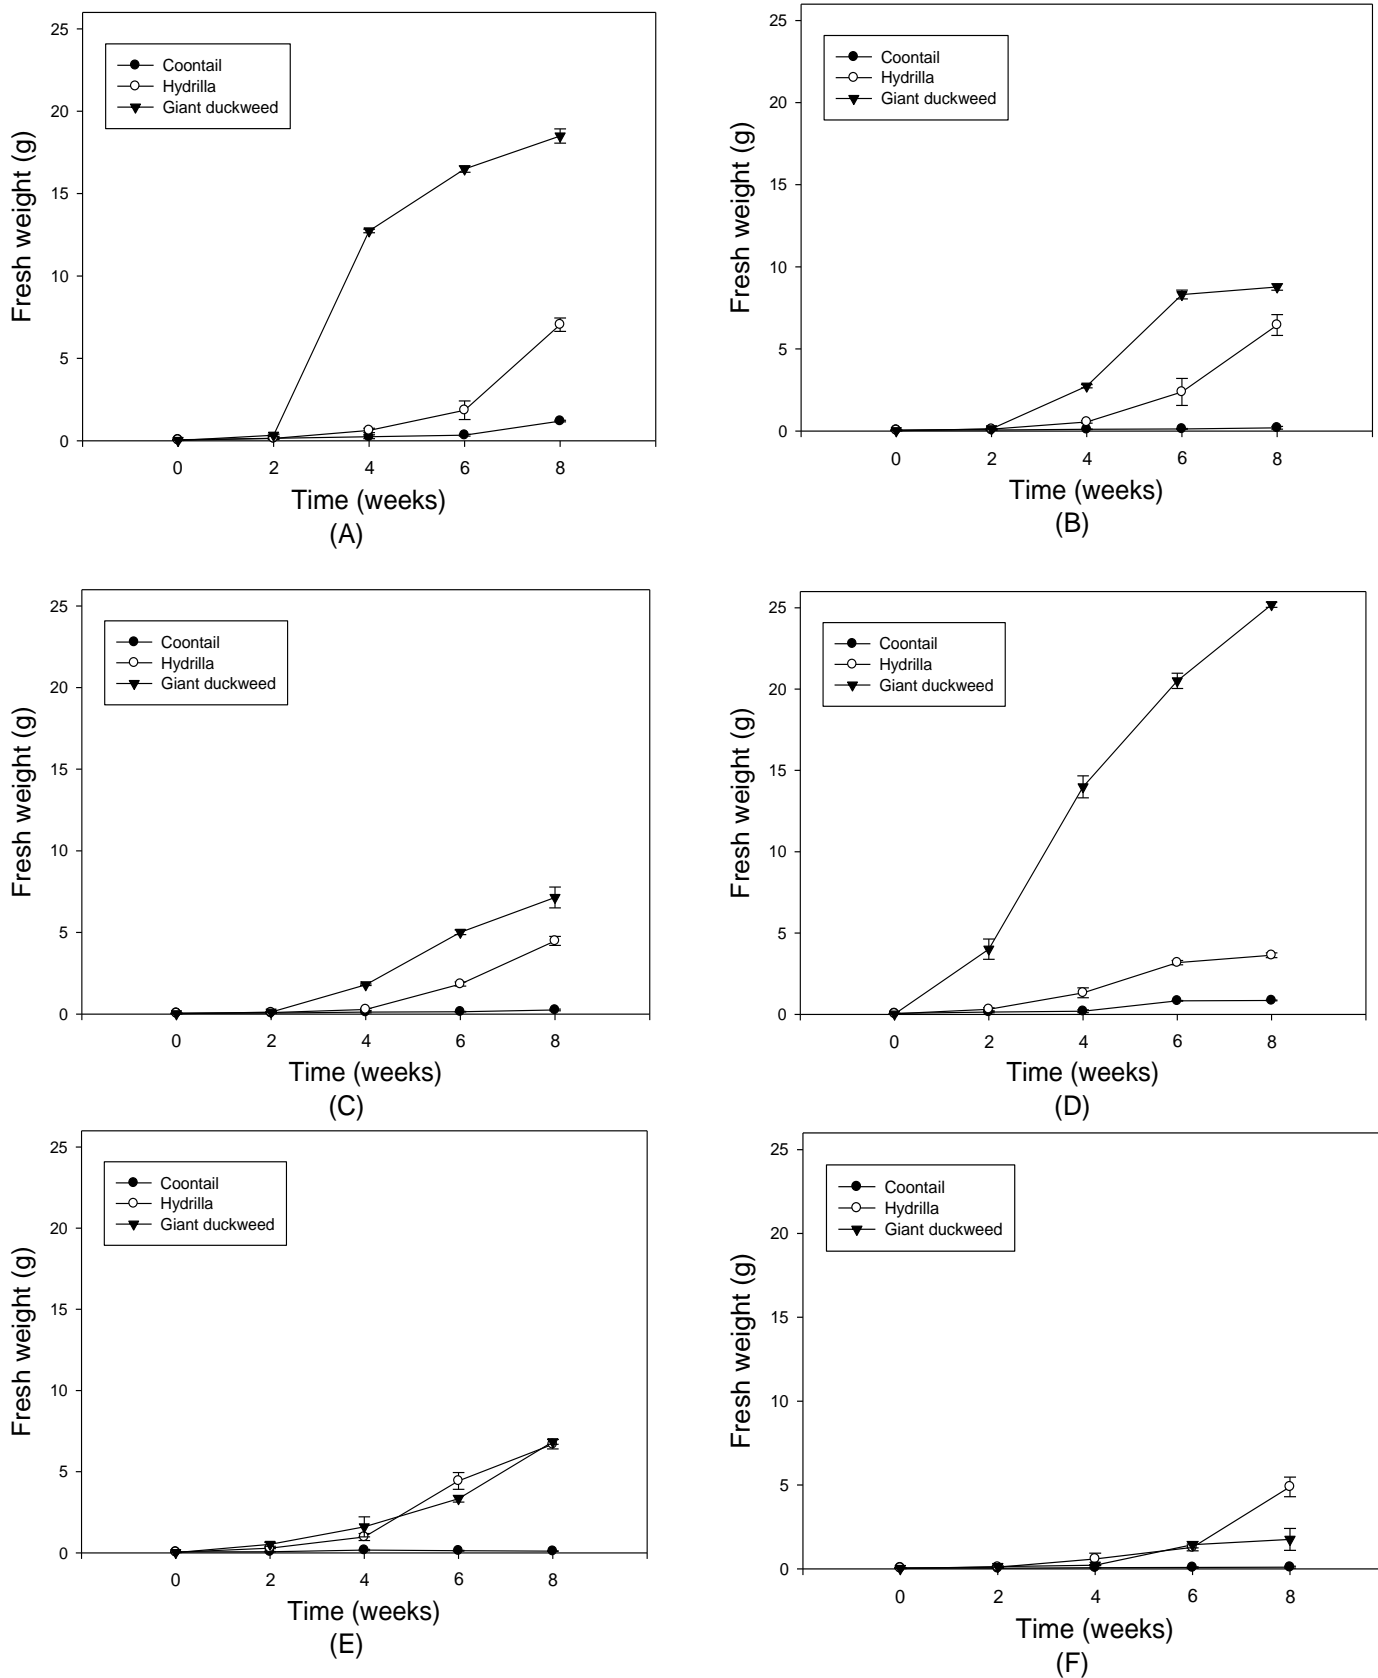 25
20
15
10
5
0
Fresh weight (g)
Coontail
Hydrilla
Giant duckweed
0 2 4 6 8
Time (weeks)
(A)
25
20
15
10
5
0
Fresh weight (g)
Coontail
Hydrilla
Giant duckweed
0 2 4 6 8
Time (weeks)
(B)
25
20
15
10
5
0
Fresh weight (g)
Coontail
Hydrilla
Giant duckweed
0 2 4 6 8
Time (weeks)
(C)
25
20
15
10
5
0
Fresh weight (g)
Coontail
Hydrilla
Giant duckweed
0 2 4 6 8
Time (weeks)
(D)
25
20
15
10
5
0
Fresh weight (g)
Coontail
Hydrilla
Giant duckweed
0 2 4 6 8
Time (weeks)
(E)
25
20
15
10
5
0
Fresh weight (g)
Coontail
Hydrilla
Giant duckweed
0 2 4 6 8
Time (weeks)
(F)